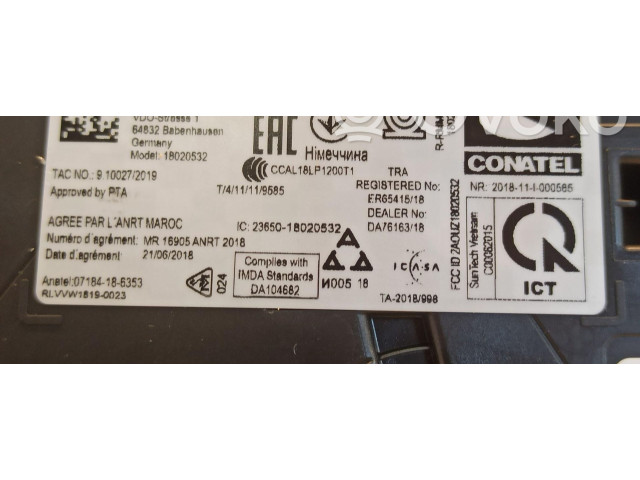 VDO-Strasse 1
64832 Babenhausen
Germany
Model: 18020532
TAC NO.: 9.10027/2019
Approved by PTA
AGREE PAR L'ANRT MAROC
Numéro d'agrément: MR 16905 ANRT 2018
Date d'agrément: 21/06/2018
Anatel: 07184-18-6353
RLVVW1819-0023
EAC
Німеччина
CCAL18LP1200T1
T/4/11/11/9585
IC: 23650-18020532
024
Complies with
IMDA Standards
DA104682
И005 18
TRA
REGISTERED No:
ER65415/18
DEALER No:
DA76163/18
ICASA
TA-2018/998
FCC ID 2AOUZ18020532
CONATEL
NR: 2018-11-I-000585
SunTech Vietnam
C00062015
ICT
OVOKO